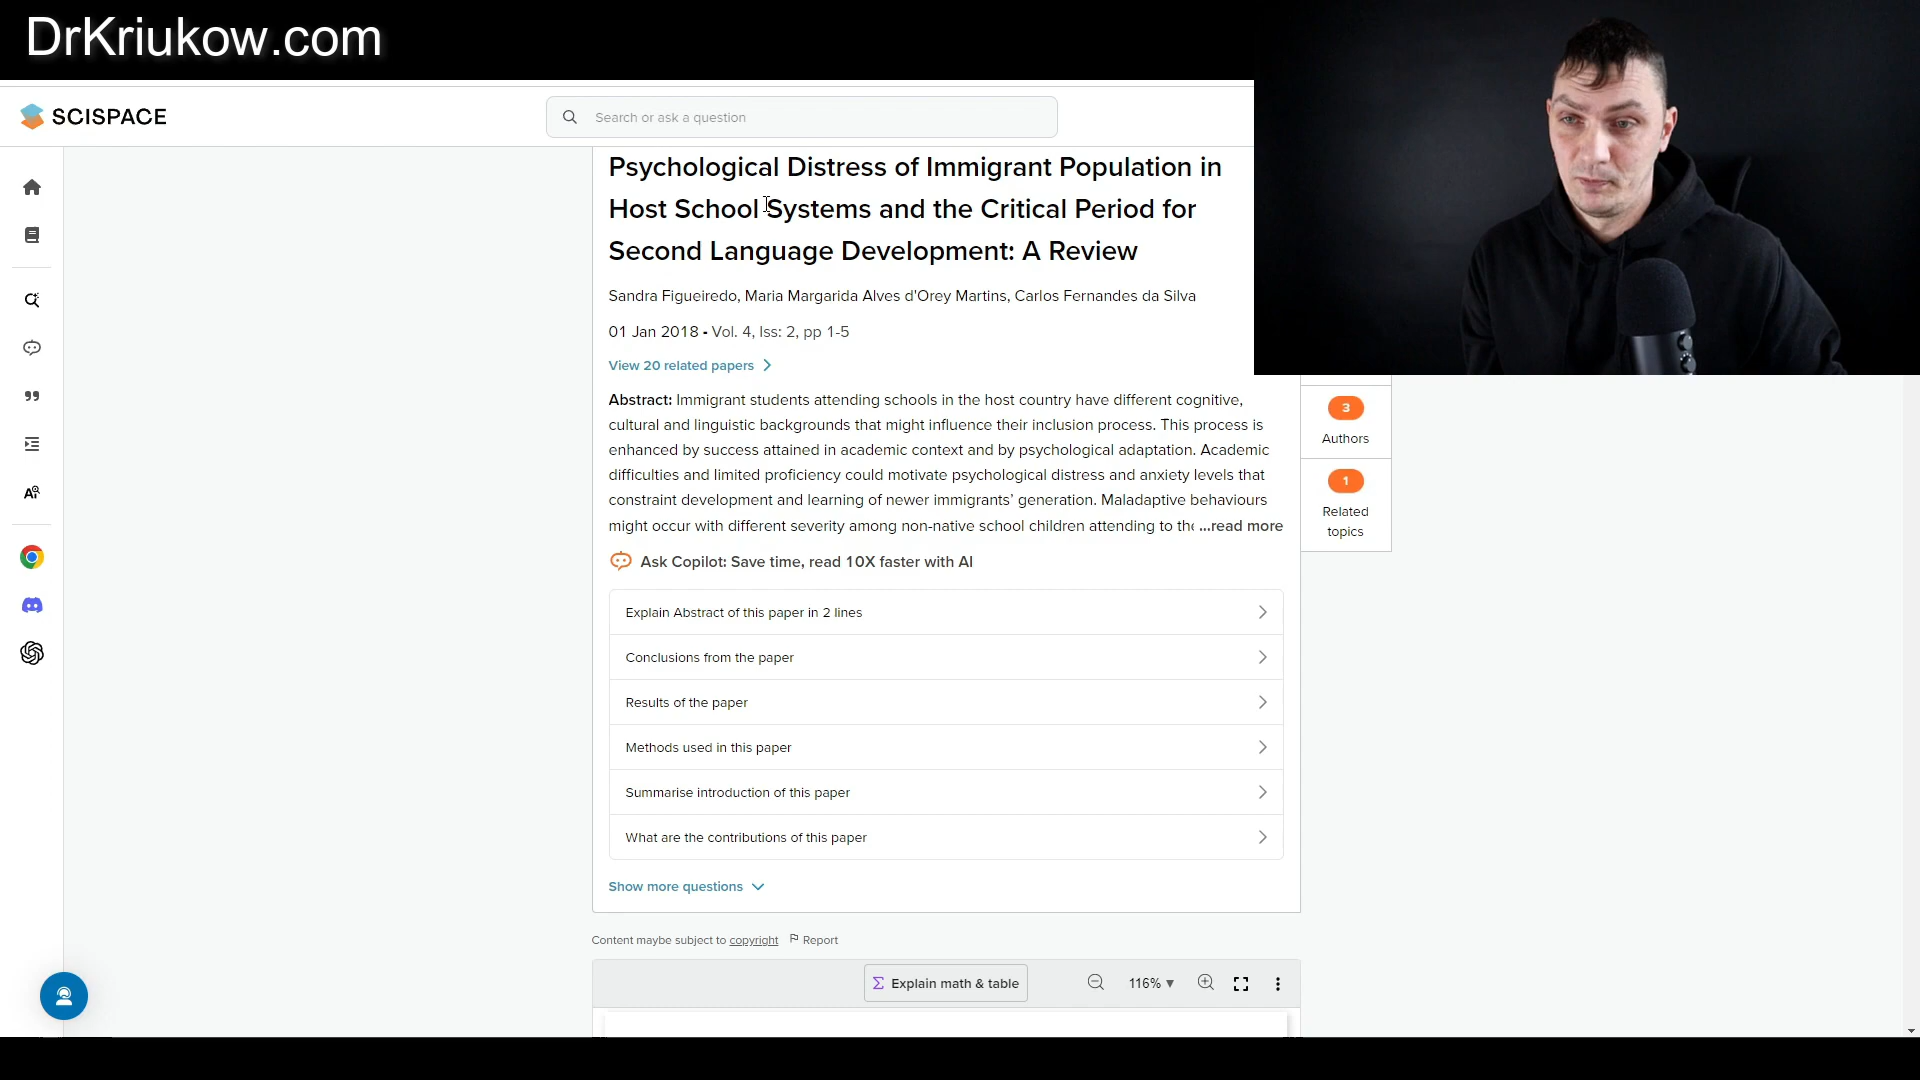 DrKriukow.com
SCISPACE
Search or ask a question
Psychological Distress of Immigrant Population in
Host School Systems and the Critical Period for
Second Language Development: A Review
Sandra Figueiredo, Maria Margarida Alves d'Orey Martins, Carlos Fernandes da Silva
01 Jan 2018 - Vol. 4, Iss: 2, pp 1-5
View 20 related papers
Abstract: Immigrant students attending schools in the host country have different cognitive,
cultural and linguistic backgrounds that might influence their inclusion process. This process is
enhanced by success attained in academic context and by psychological adaptation. Academic
difficulties and limited proficiency could motivate psychological distress and anxiety levels that
constraint development and learning of newer immigrants’ generation. Maladaptive behaviours
might occur with different severity among non-native school children attending to the ...read more
Ask Copilot: Save time, read 10X faster with AI
Explain Abstract of this paper in 2 lines
Conclusions from the paper
Results of the paper
Methods used in this paper
Summarise introduction of this paper
What are the contributions of this paper
Show more questions
3
Authors
1
Related
topics
Content maybe subject to copyright Report
Σ Explain math & table
116%